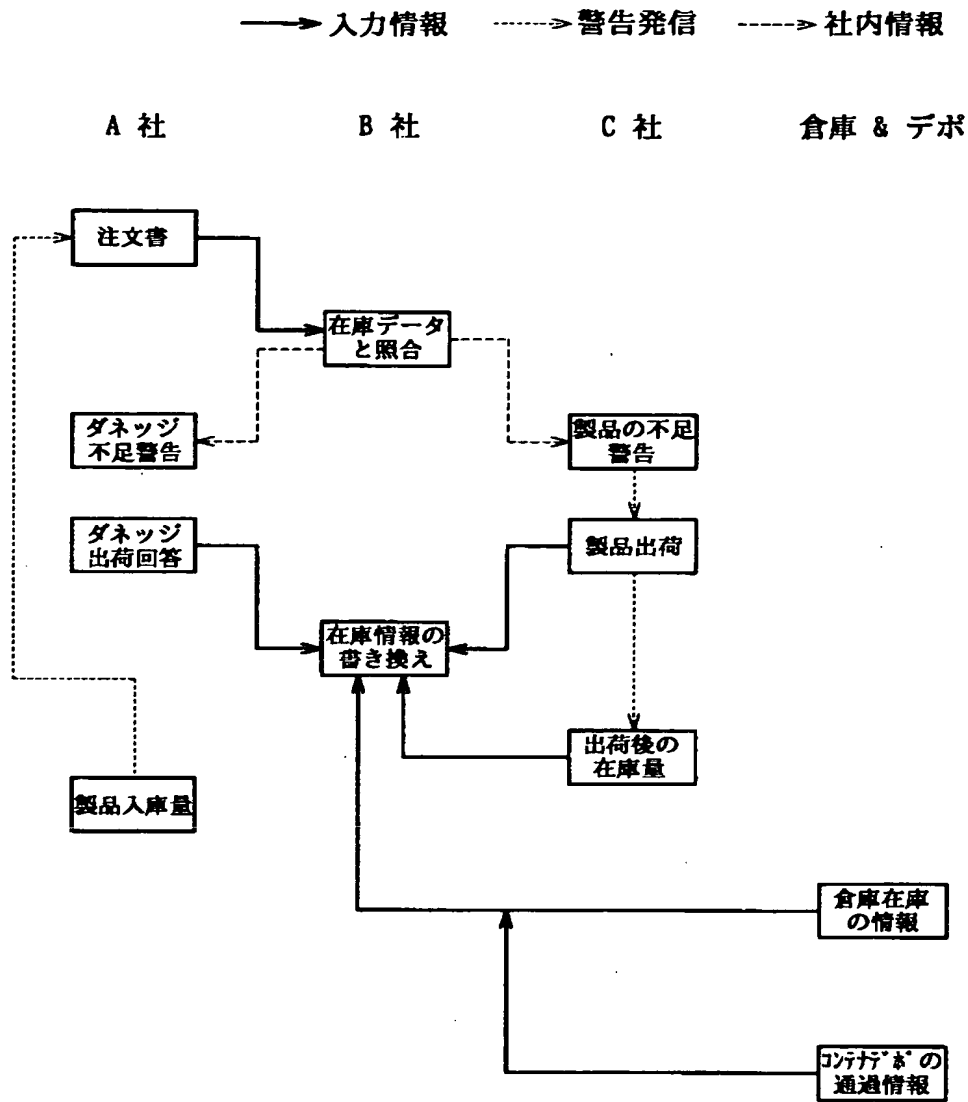 入力情報 警告発信 社内情報
A 社 B 社 C 社 倉庫 & デポ
注文書
在庫データ
と照合
ダネッジ
不足警告
製品の不足
警告
ダネッジ
出荷回答
製品出荷
在庫情報の
書き換え
出荷後の
在庫量
製品入庫量
倉庫在庫
の情報
ｺﾝﾃﾅﾃﾞﾎﾟの
通過情報